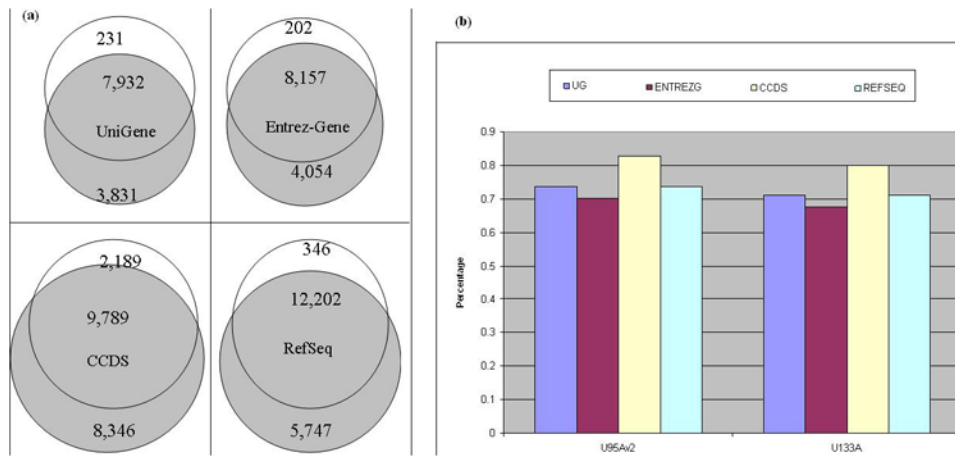 (a)
231
7,932
UniGene
3,831
202
8,157
Entrez-Gene
4,054
2,189
9,789
CCDS
8,346
346
12,202
RefSeq
5,747
(b)
UG ENTREZG CCDS REFSEQ
0.9
0.8
0.7
0.6
0.5
0.4
0.3
0.2
0.1
0
Percentage
U95Av2 U133A